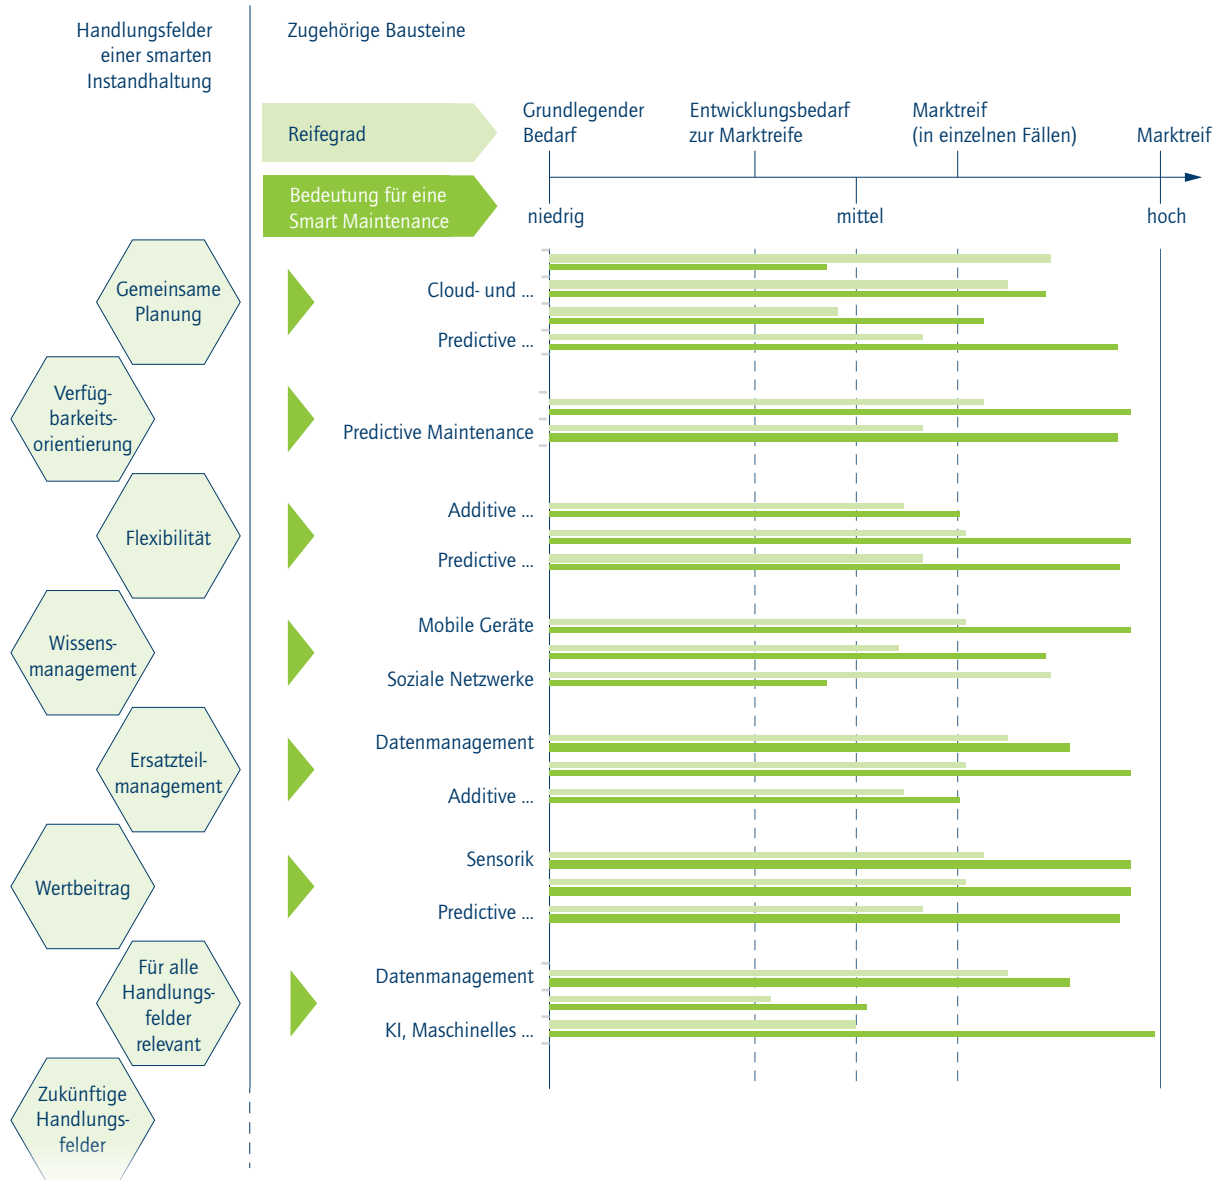 Handlungsfelder
einer smarten
Instandhaltung
Zugehörige Bausteine
Reifegrad
Grundlegender
Bedarf
Entwicklungsbedarf
zur Marktreife
Marktreif
(in einzelnen Fällen)
Marktreif
Bedeutung für eine
Smart Maintenance
niedrig
mittel
hoch
Gemeinsame
Planung
Cloud- und ...
Predictive ...
Verfüg-
barkeits-
orientierung
Predictive Maintenance
Flexibilität
Additive ...
Predictive ...
Wissens-
management
Mobile Geräte
Soziale Netzwerke
Ersatzteil-
management
Datenmanagement
Additive ...
Wertbeitrag
Sensorik
Predictive ...
Für alle
Handlungs-
felder
relevant
Datenmanagement
KI, Maschinelles ...
Zukünftige
Handlungs-
felder